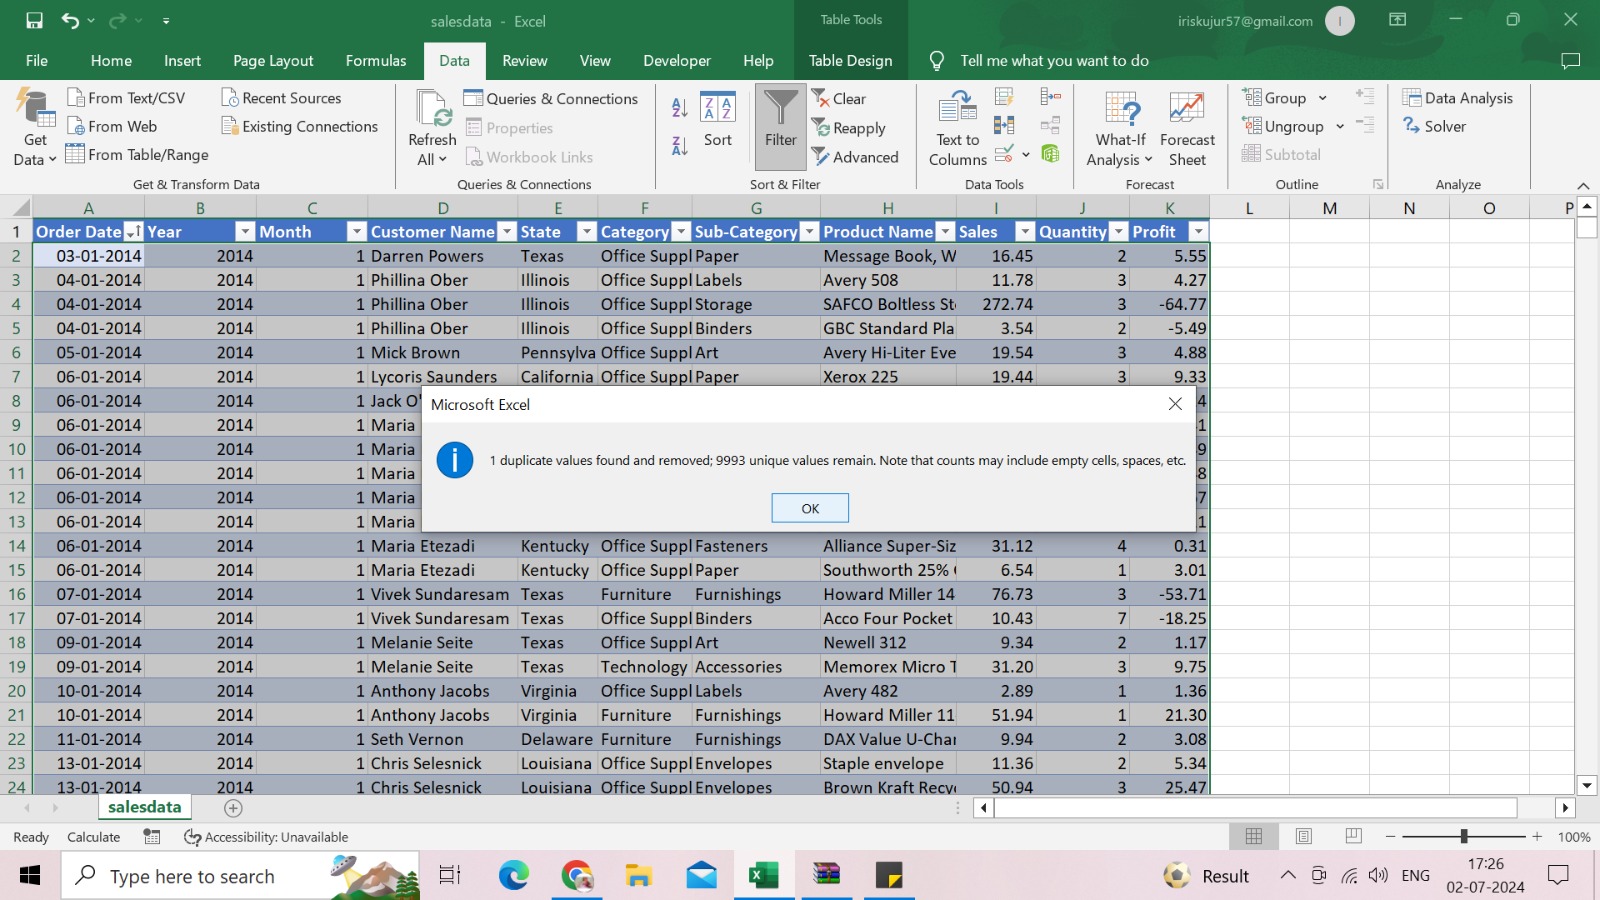 salesdata - Excel
Table Tools
iriskujur57@gmail.com
I
File Home Insert Page Layout Formulas Data Review View Developer Help Table Design Tell me what you want to do
Get Data
From Text/CSV
From Web
From Table/Range
Recent Sources
Existing Connections
Get & Transform Data
Refresh All
Queries & Connections
Properties
Workbook Links
Queries & Connections
Sort
Filter
Clear
Reapply
Advanced
Sort & Filter
Text to Columns
Data Tools
What-If Analysis
Forecast Sheet
Forecast
Group
Ungroup
Subtotal
Outline
Data Analysis
Solver
Analyze
A B C D E F G H I J K L M N O P
1 Order Date Year Month Customer Name State Category Sub-Category Product Name Sales Quantity Profit
2 03-01-2014 2014 1 Darren Powers Texas Office Suppl Paper Message Book, W 16.45 2 5.55
3 04-01-2014 2014 1 Phillina Ober Illinois Office Suppl Labels Avery 508 11.78 3 4.27
4 04-01-2014 2014 1 Phillina Ober Illinois Office Suppl Storage SAFCO Boltless St 272.74 3 -64.77
5 04-01-2014 2014 1 Phillina Ober Illinois Office Suppl Binders GBC Standard Pla 3.54 2 -5.49
6 05-01-2014 2014 1 Mick Brown Pennsylva Office Suppl Art Avery Hi-Liter Eve 19.54 3 4.88
7 06-01-2014 2014 1 Lycoris Saunders California Office Suppl Paper Xerox 225 19.44 3 9.33
8 06-01-2014 2014 1 Jack O' 4
9 06-01-2014 2014 1 Maria 1
10 06-01-2014 2014 1 Maria 9
11 06-01-2014 2014 1 Maria 8
12 06-01-2014 2014 1 Maria 7
13 06-01-2014 2014 1 Maria 1
Microsoft Excel
1 duplicate values found and removed; 9993 unique values remain. Note that counts may include empty cells, spaces, etc.
OK
14 06-01-2014 2014 1 Maria Etezadi Kentucky Office Suppl Fasteners Alliance Super-Siz 31.12 4 0.31
15 06-01-2014 2014 1 Maria Etezadi Kentucky Office Suppl Paper Southworth 25% 6.54 1 3.01
16 07-01-2014 2014 1 Vivek Sundaresam Texas Furniture Furnishings Howard Miller 14 76.73 3 -53.71
17 07-01-2014 2014 1 Vivek Sundaresam Texas Office Suppl Binders Acco Four Pocket 10.43 7 -18.25
18 09-01-2014 2014 1 Melanie Seite Texas Office Suppl Art Newell 312 9.34 2 1.17
19 09-01-2014 2014 1 Melanie Seite Texas Technology Accessories Memorex Micro T 31.20 3 9.75
20 10-01-2014 2014 1 Anthony Jacobs Virginia Office Suppl Labels Avery 482 2.89 1 1.36
21 10-01-2014 2014 1 Anthony Jacobs Virginia Furniture Furnishings Howard Miller 11 51.94 1 21.30
22 11-01-2014 2014 1 Seth Vernon Delaware Furniture Furnishings DAX Value U-Char 9.94 2 3.08
23 13-01-2014 2014 1 Chris Selesnick Louisiana Office Suppl Envelopes Staple envelope 11.36 2 5.34
24 13-01-2014 2014 1 Chris Selesnick Louisiana Office Suppl Envelopes Brown Kraft Recy 50.94 3 25.47
salesdata
Ready Calculate Accessibility: Unavailable 100%
Type here to search
Result
ENG
17:26
02-07-2024